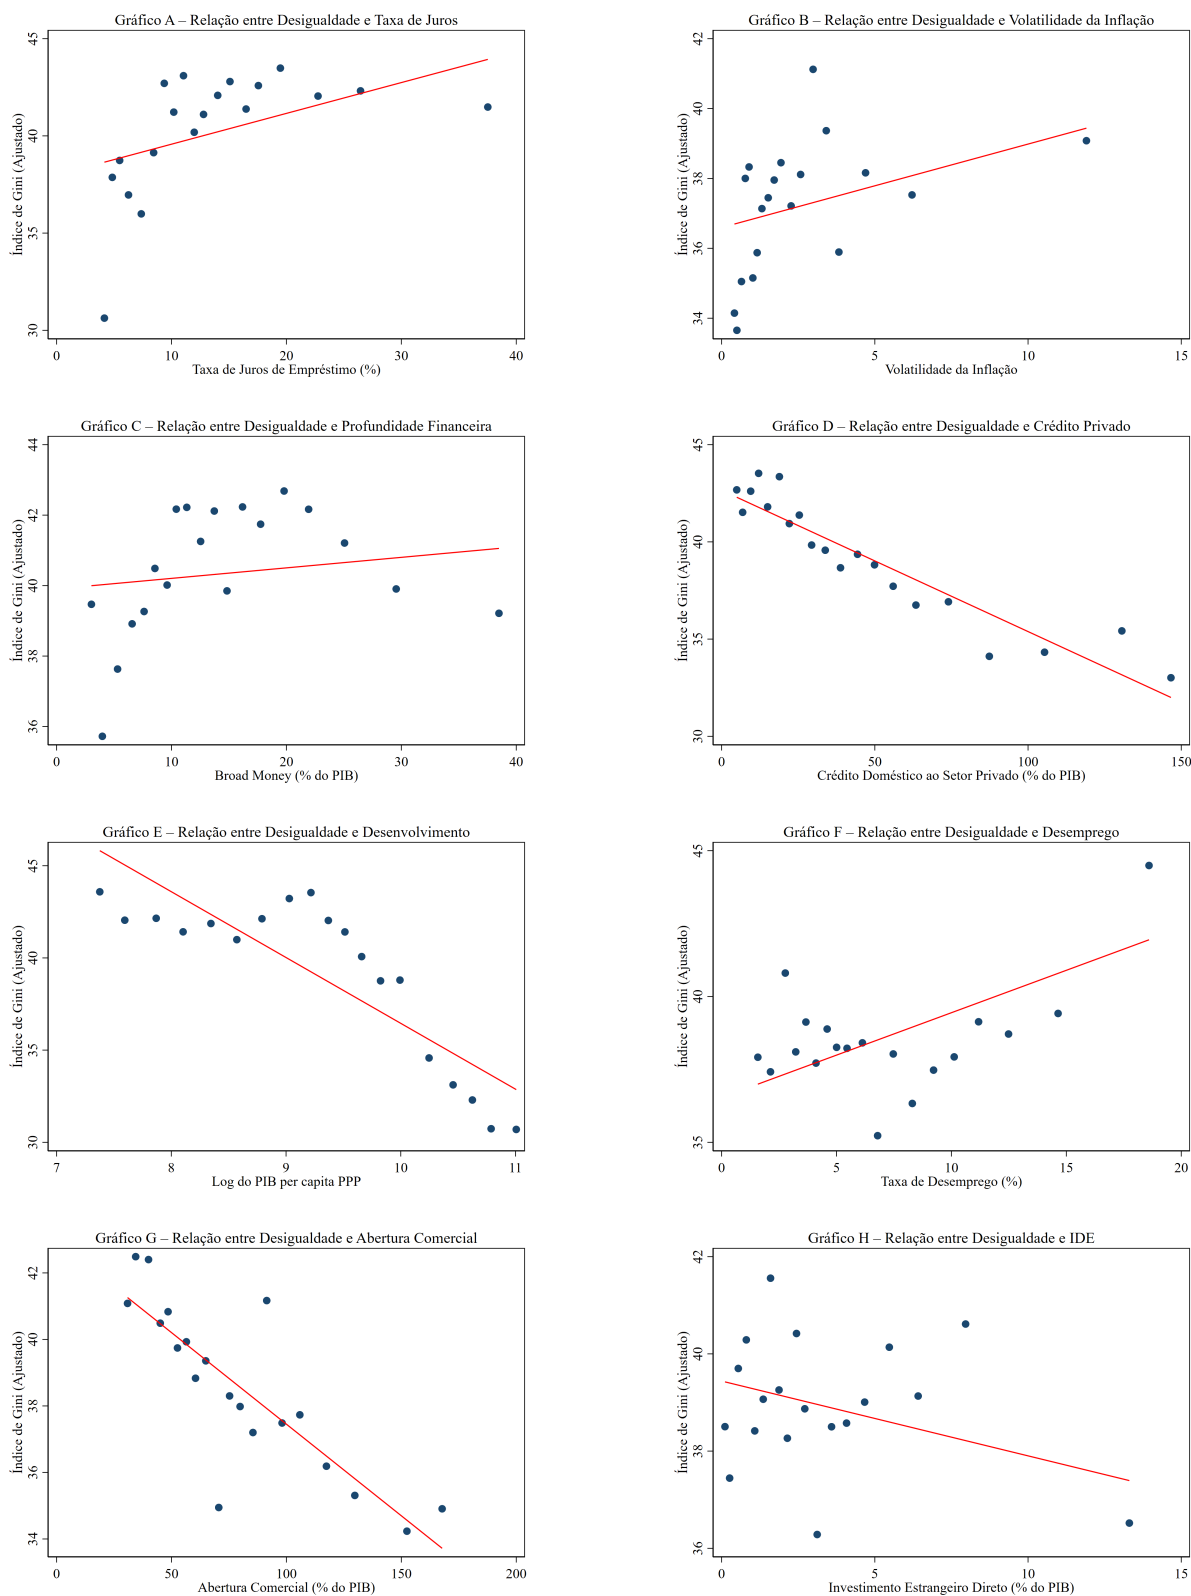 Gráfico A – Relação entre Desigualdade e Taxa de Juros
Índice de Gini (Ajustado)
45
40
35
30
0 10 20 30 40
Taxa de Juros de Empréstimo (%)
Gráfico B – Relação entre Desigualdade e Volatilidade da Inflação
Índice de Gini (Ajustado)
42
40
38
36
34
0 5 10 15
Volatilidade da Inflação
Gráfico C – Relação entre Desigualdade e Profundidade Financeira
Índice de Gini (Ajustado)
44
42
40
38
36
0 10 20 30 40
Broad Money (% do PIB)
Gráfico D – Relação entre Desigualdade e Crédito Privado
Índice de Gini (Ajustado)
45
40
35
30
0 50 100 150
Crédito Doméstico ao Setor Privado (% do PIB)
Gráfico E – Relação entre Desigualdade e Desenvolvimento
Índice de Gini (Ajustado)
45
40
35
30
7 8 9 10 11
Log do PIB per capita PPP
Gráfico F – Relação entre Desigualdade e Desemprego
Índice de Gini (Ajustado)
45
40
35
0 5 10 15 20
Taxa de Desemprego (%)
Gráfico G – Relação entre Desigualdade e Abertura Comercial
Índice de Gini (Ajustado)
42
40
38
36
34
0 50 100 150 200
Abertura Comercial (% do PIB)
Gráfico H – Relação entre Desigualdade e IDE
Índice de Gini (Ajustado)
42
40
38
36
0 5 10 15
Investimento Estrangeiro Direto (% do PIB)